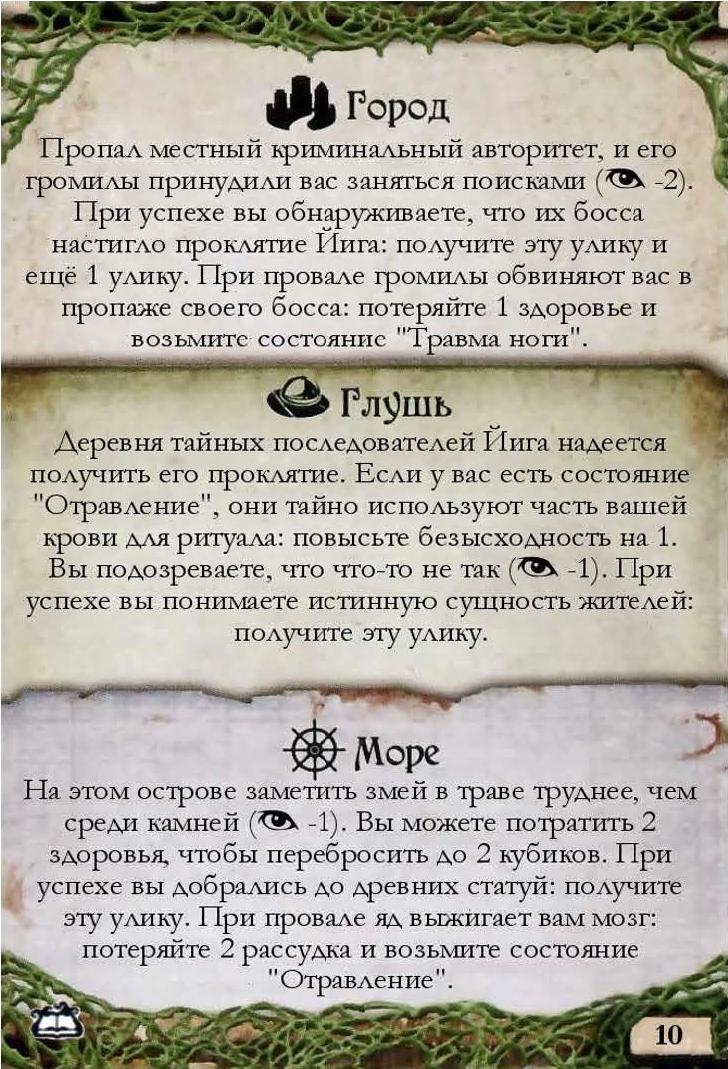 Город
Пропал местный криминальный авторитет, и его
громилы принудили вас заняться поисками ( -2).
При успехе вы обнаруживаете, что их босса
настигло проклятие Йига: получите эту улику и
ещё 1 улику. При провале громилы обвиняют вас в
пропаже своего босса: потеряйте 1 здоровье и
возьмите состояние "Травма ноги".
Глушь
Деревня тайных последователей Йига надеется
получить его проклятие. Если у вас есть состояние
"Отравление", они тайно используют часть вашей
крови для ритуала: повысьте безысходность на 1.
Вы подозреваете, что что-то не так ( -1). При
успехе вы понимаете истинную сущность жителей:
получите эту улику.
Море
На этом острове заметить змей в траве труднее, чем
среди камней ( -1). Вы можете потратить 2
здоровья, чтобы перебросить до 2 кубиков. При
успехе вы добрались до древних статуй: получите
эту улику. При провале яд выжигает вам мозг:
потеряйте 2 рассудка и возьмите состояние
"Отравление".
10